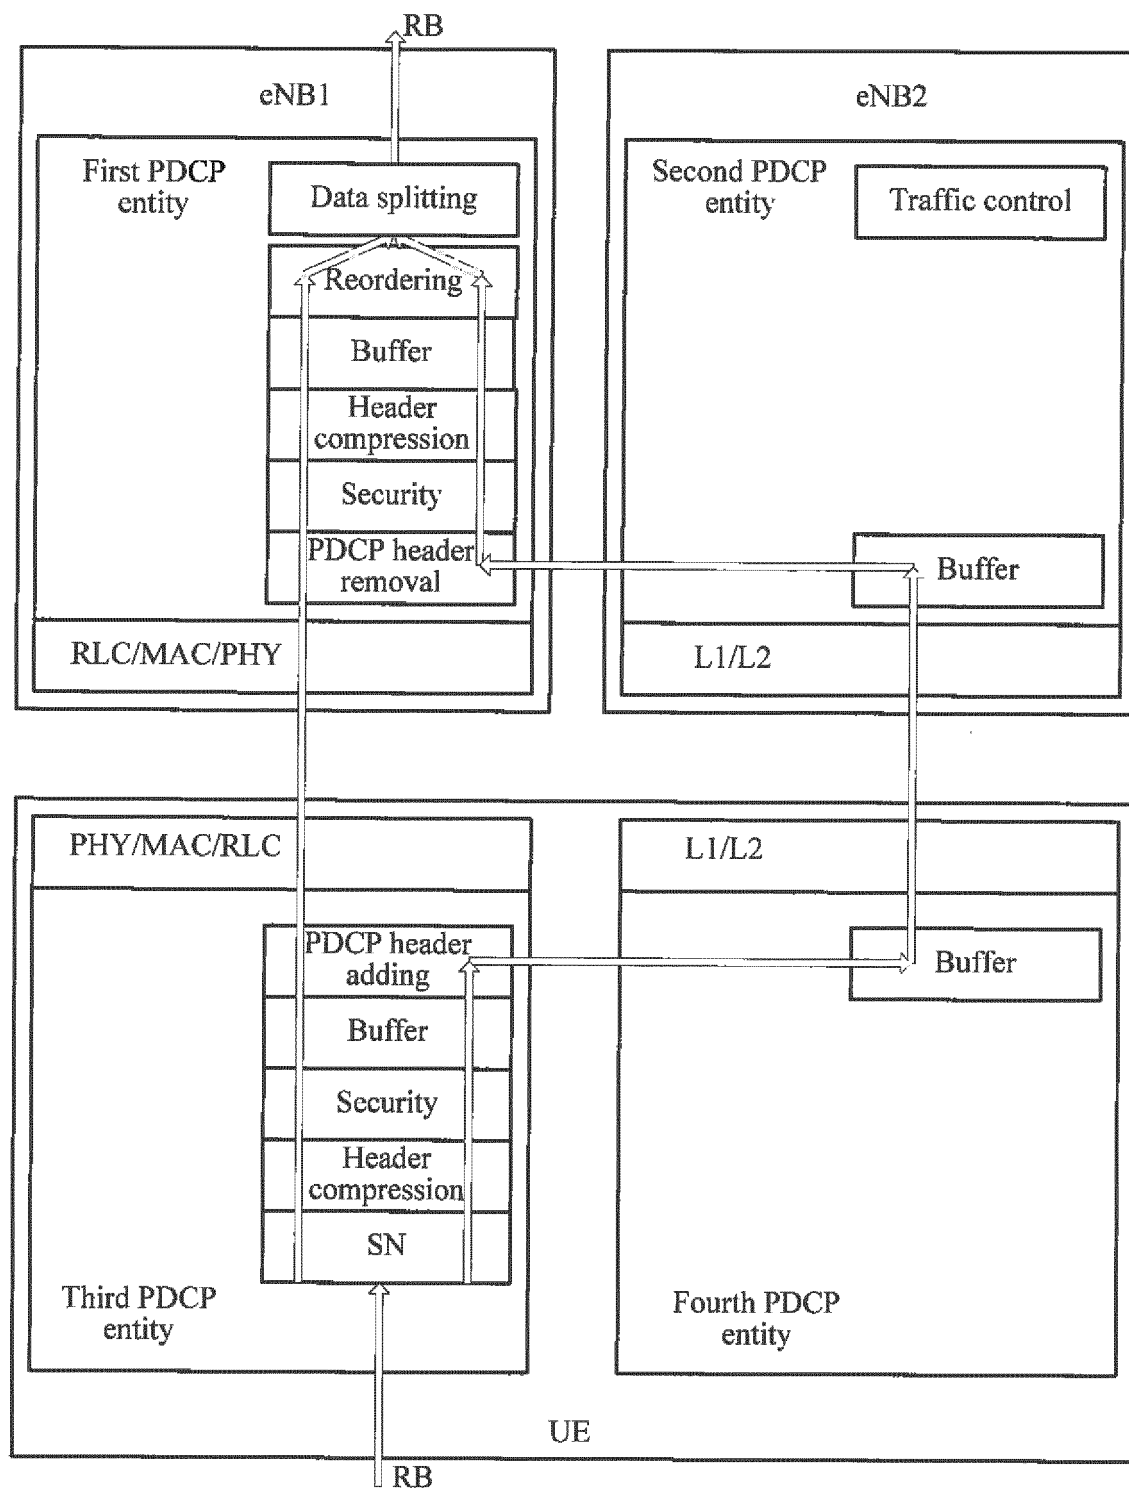 RB
eNB1
First PDCP
entity
Data splitting
Reordering
Buffer
Header
compression
Security
PDCP header
removal
RLC/MAC/PHY
eNB2
Second PDCP
entity
Traffic control
Buffer
L1/L2
PHY/MAC/RLC
PDCP header
adding
Buffer
Security
Header
compression
SN
Third PDCP
entity
L1/L2
Buffer
Fourth PDCP
entity
UE
RB